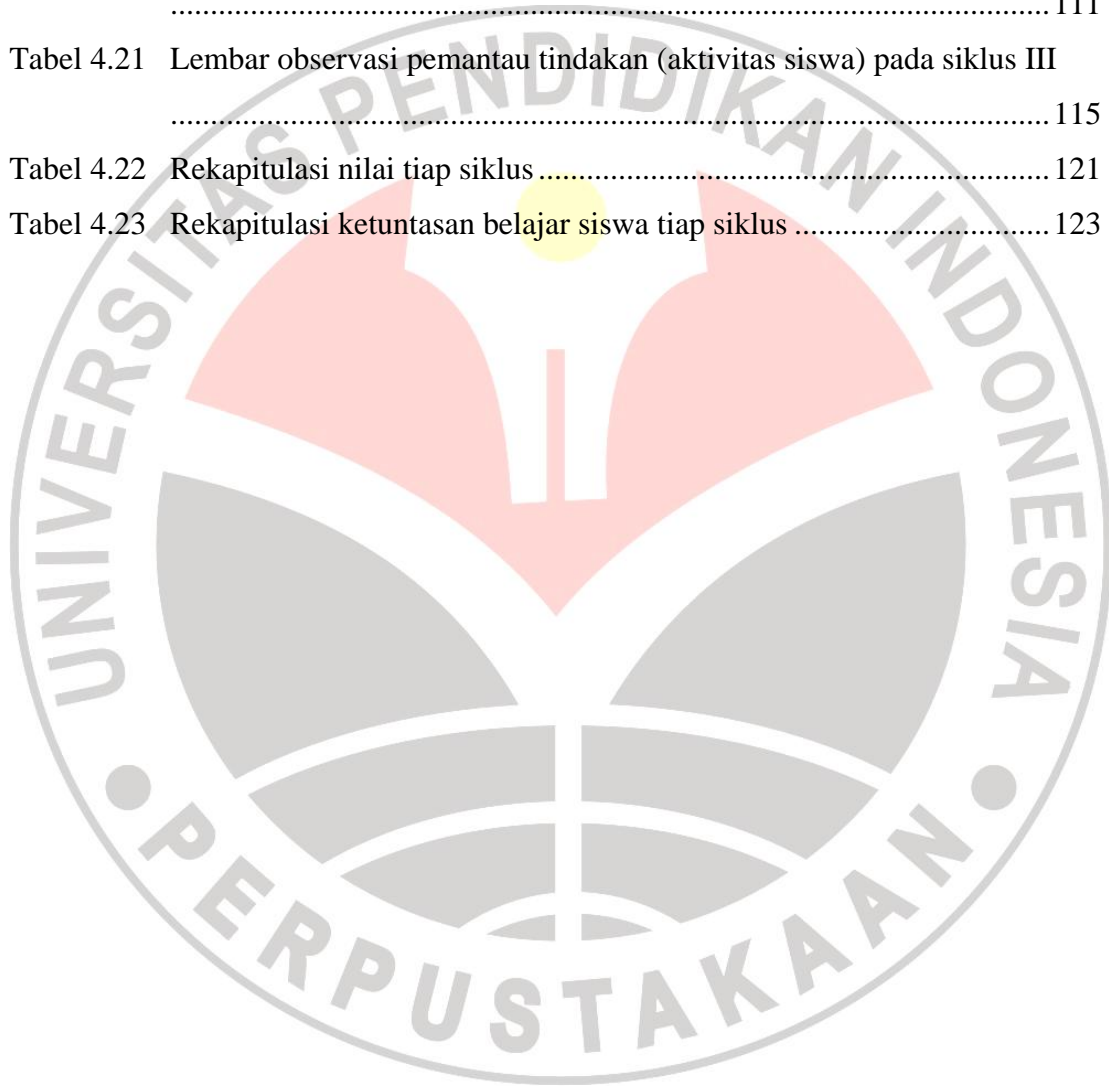 ........................................................................................................... 111
Tabel 4.21 Lembar observasi pemantau tindakan (aktivitas siswa) pada siklus III
........................................................................................................... 115
Tabel 4.22 Rekapitulasi nilai tiap siklus .............................................................. 121
Tabel 4.23 Rekapitulasi ketuntasan belajar siswa tiap siklus ............................... 123
UNIVERSITAS PENDIDIKAN INDONESIA
PERPUSTAKAAN